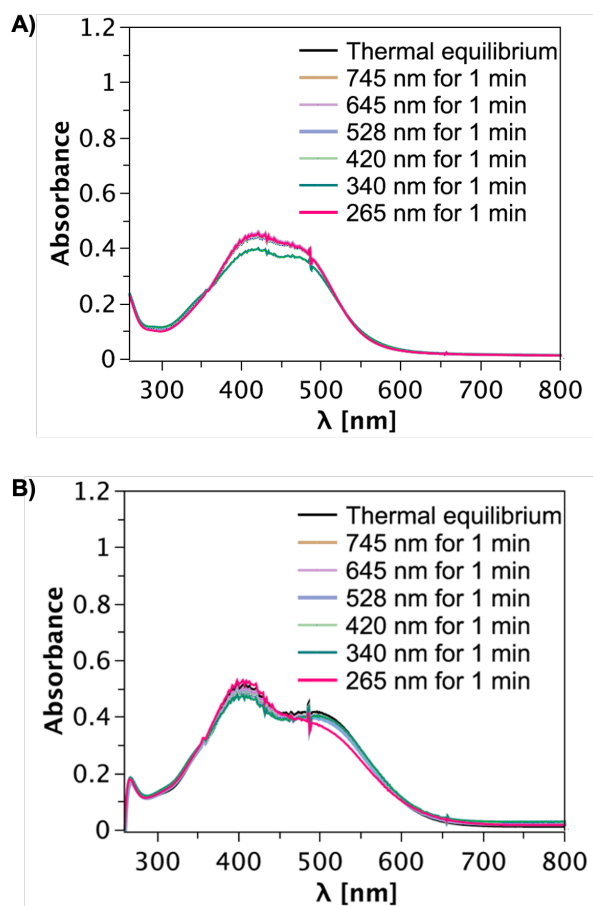 A)
1.2
1
0.8
0.6
0.4
0.2
0
Absorbance
Thermal equilibrium
745 nm for 1 min
645 nm for 1 min
528 nm for 1 min
420 nm for 1 min
340 nm for 1 min
265 nm for 1 min
300 400 500 600 700 800
λ [nm]
B)
1.2
1
0.8
0.6
0.4
0.2
0
Absorbance
Thermal equilibrium
745 nm for 1 min
645 nm for 1 min
528 nm for 1 min
420 nm for 1 min
340 nm for 1 min
265 nm for 1 min
300 400 500 600 700 800
λ [nm]